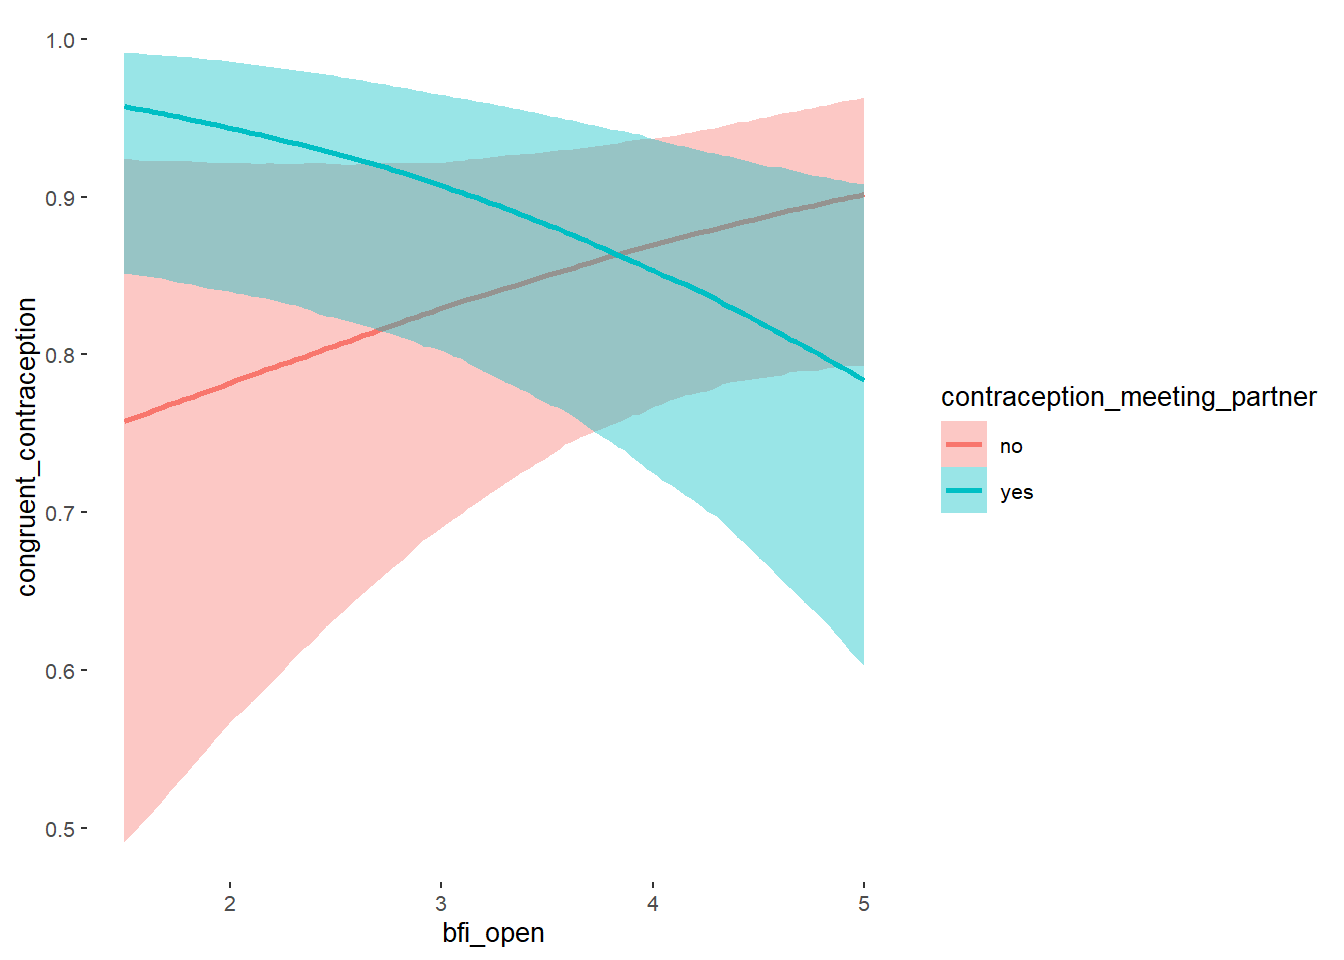 1.0
0.9
0.8
0.7
0.6
0.5
congruent_contraception
2 3 4 5
bfi_open
contraception_meeting_partner
no
yes